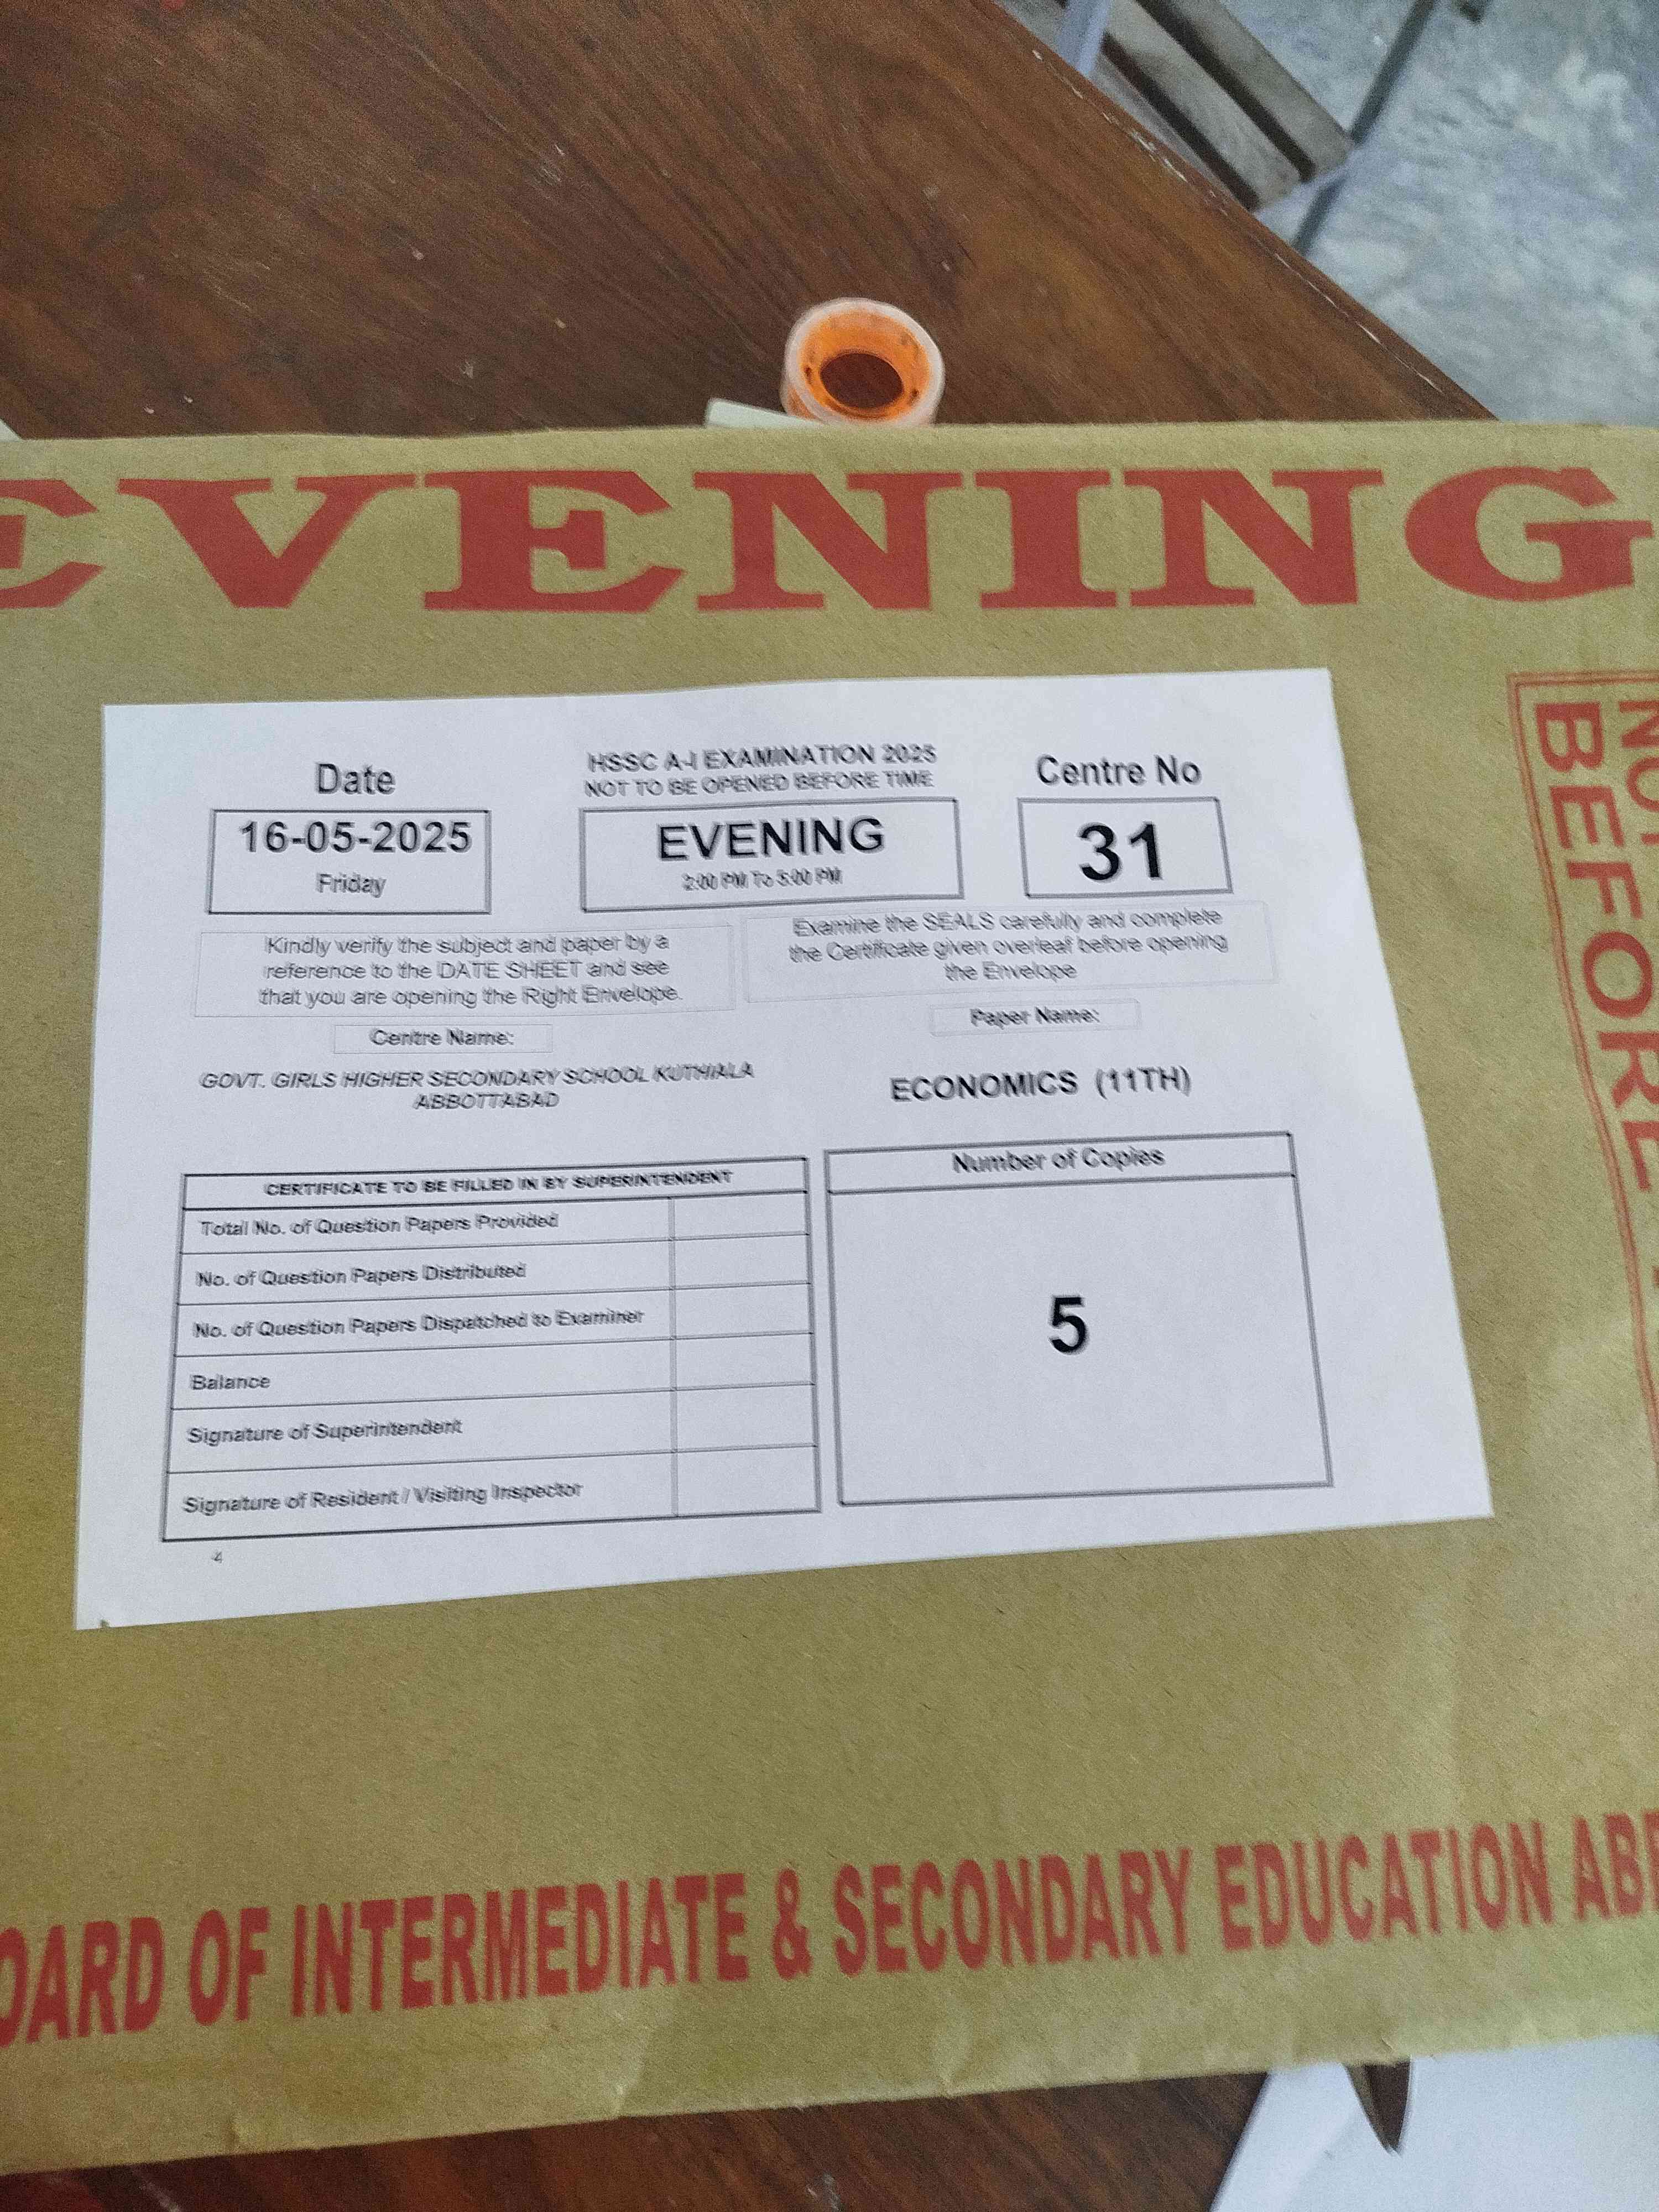 EVENING
Date
16-05-2025
Friday
HSSC A-I EXAMINATION 2025
NOT TO BE OPENED BEFORE TIME
EVENING
2:00 PM To 5:00 PM
Centre No
31
Kindly verify the subject and paper by a
reference to the DATE SHEET and see
that you are opening the Right Envelope.
Examine the SEALS carefully and complete
the Certificate given overleaf before opening
the Envelope
Centre Name:
GOVT. GIRLS HIGHER SECONDARY SCHOOL KUTHIALA
ABBOTTABAD
Paper Name:
ECONOMICS (11TH)
CERTIFICATE TO BE FILLED IN BY SUPERINTENDENT
Total No. of Question Papers Provided
No. of Question Papers Distributed
No. of Question Papers Dispatched to Examiner
Balance
Signature of Superintendent
Signature of Resident / Visiting Inspector
Number of Copies
5
4
BEFORE
OARD OF INTERMEDIATE & SECONDARY EDUCATION AB